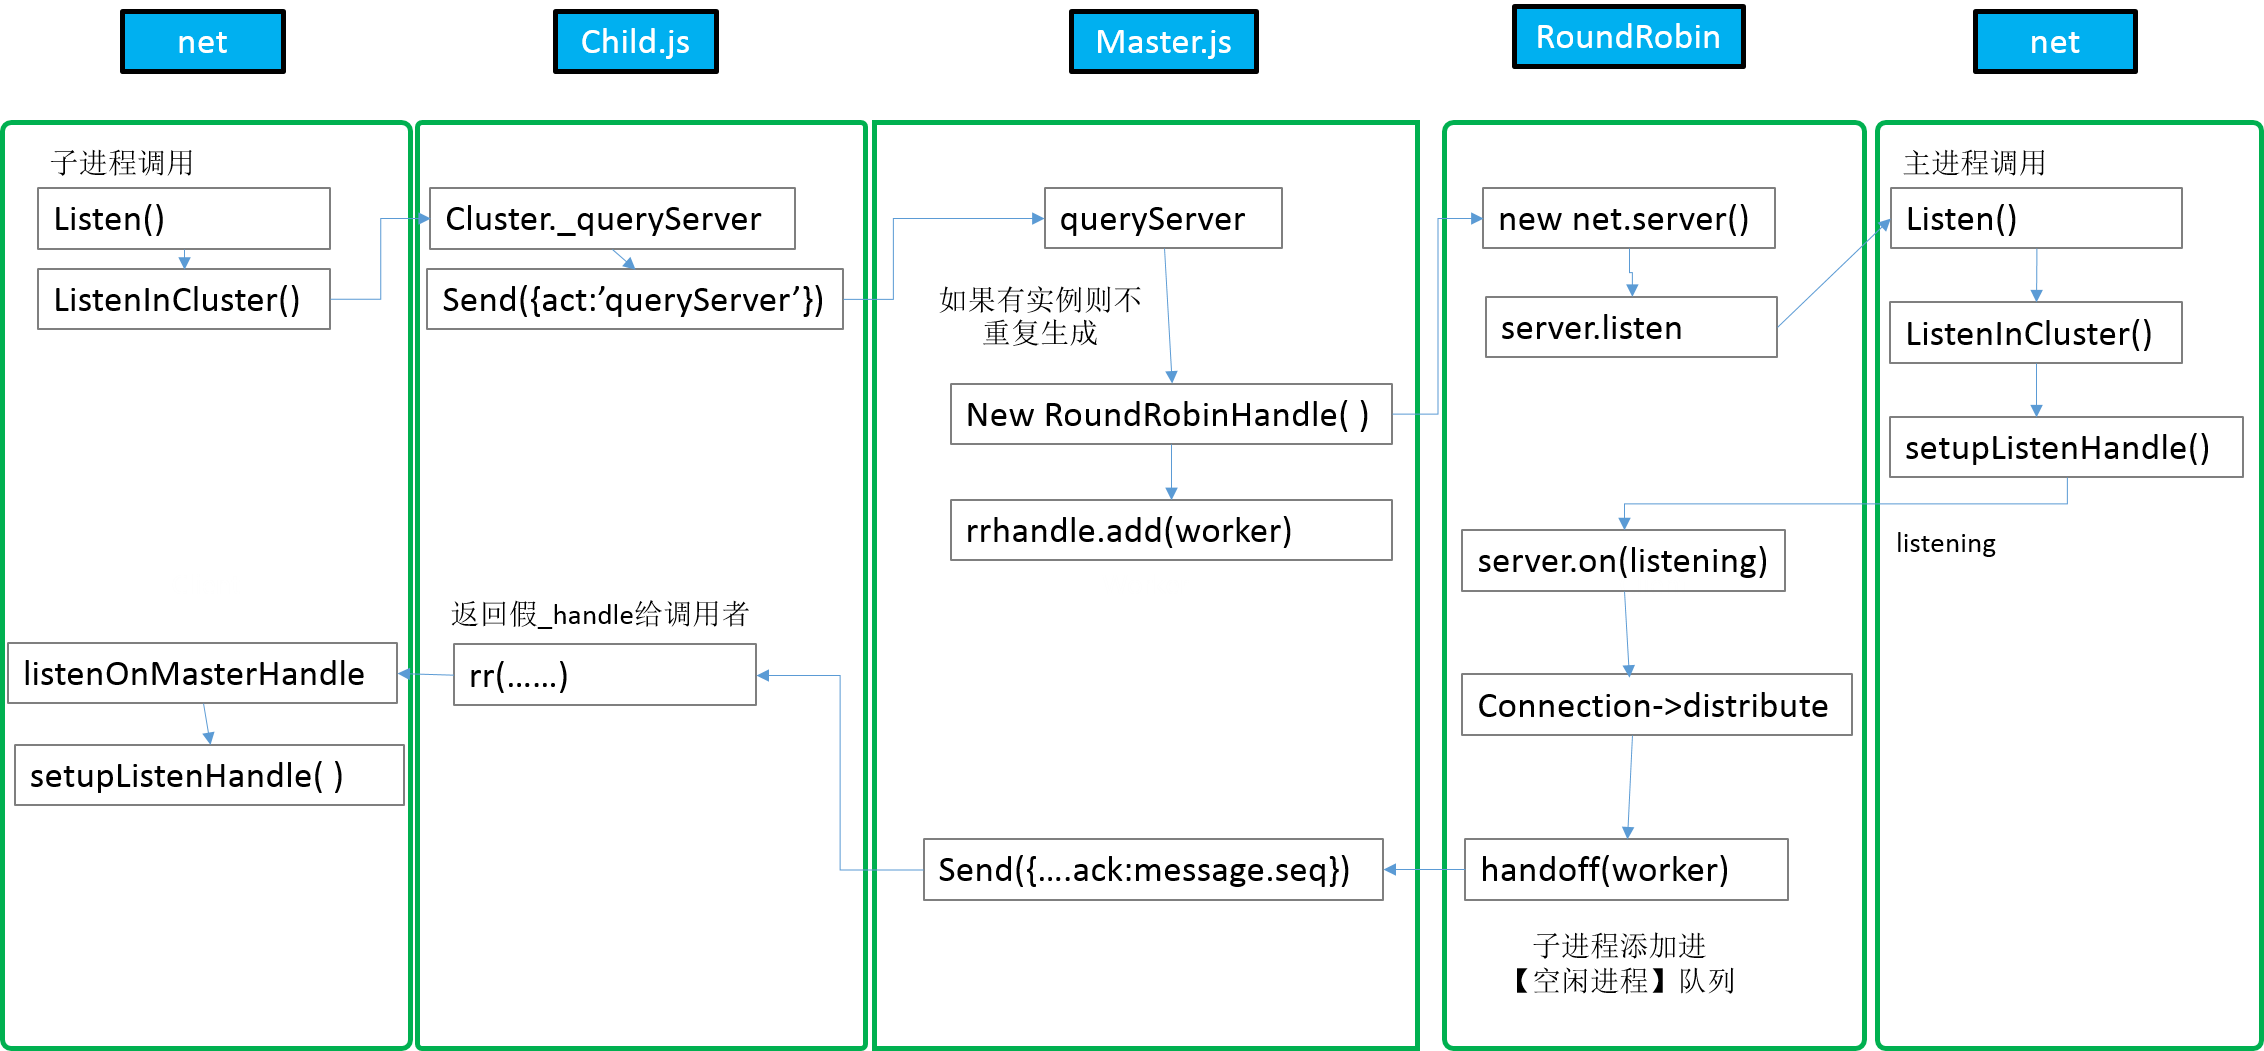 net
Child.js
Master.js
RoundRobin
net
子进程调用
Listen()
ListenInCluster()
listenOnMasterHandle
setupListenHandle( )
Cluster._queryServer
Send({act:’queryServer’})
返回假_handle给调用者
rr(……)
queryServer
如果有实例则不
重复生成
New RoundRobinHandle( )
rrhandle.add(worker)
Send({….ack:message.seq})
new net.server()
server.listen
server.on(listening)
Connection->distribute
handoff(worker)
子进程添加进
【空闲进程】队列
主进程调用
Listen()
ListenInCluster()
setupListenHandle()
listening